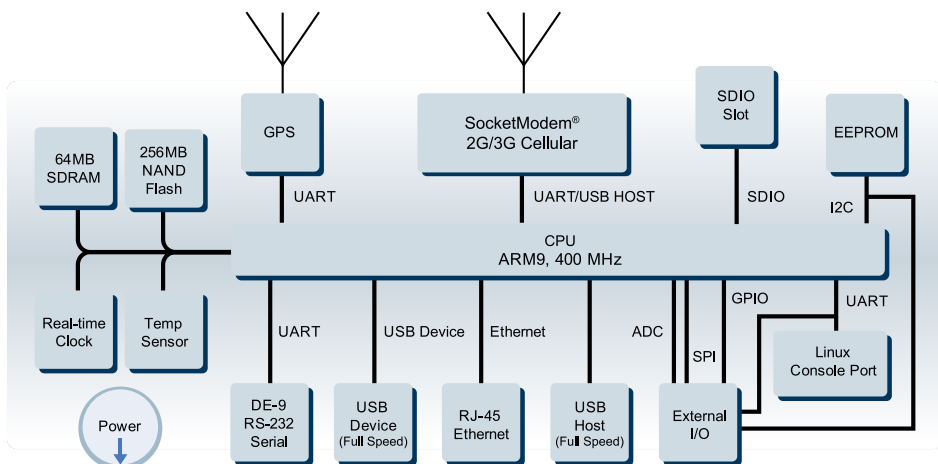 GPS
SocketModem®
2G/3G Cellular
SDIO
Slot
EEPROM
64MB
SDRAM
256MB
NAND
Flash
UART
UART/USB HOST
SDIO
I2C
CPU
ARM9, 400 MHz
Real-time
Clock
Temp
Sensor
UART
USB Device
Ethernet
ADC
SPI
GPIO
UART
Linux
Console Port
Power
DE-9
RS-232
Serial
USB
Device
(Full Speed)
RJ-45
Ethernet
USB
Host
(Full Speed)
External
I/O